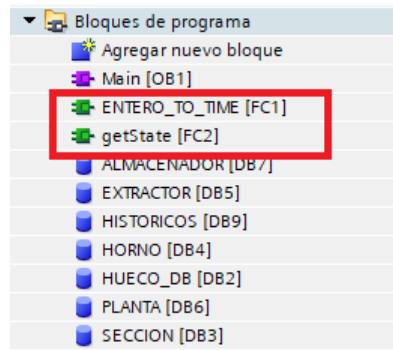 Bloques de programa
Agregar nuevo bloque
Main [OB1]
ENTERO_TO_TIME [FC1]
getState [FC2]
ALMACENADOR [DB7]
EXTRACTOR [DB5]
HISTORICOS [DB9]
HORNO [DB4]
HUECO_DB [DB2]
PLANTA [DB6]
SECCION [DB3]